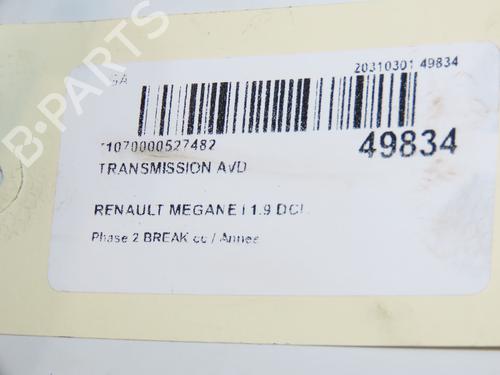 B-PARTS
20310301 49834
1070000527482
49834
TRANSMISSION AVD
RENAULT MEGANE I 1.9 DCI
Phase 2 BREAK cc / Annee